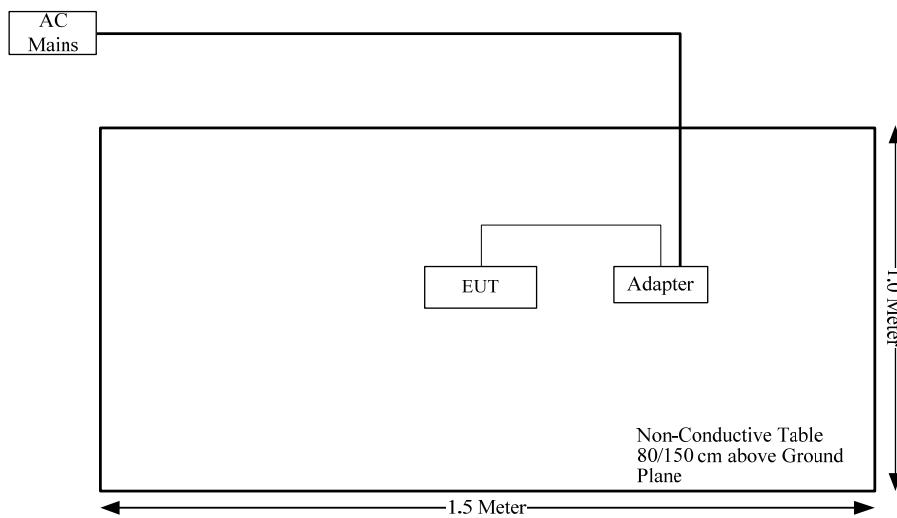 AC
Mains
EUT
Adapter
1.0 Meter
Non-Conductive Table
80/150 cm above Ground
Plane
1.5 Meter